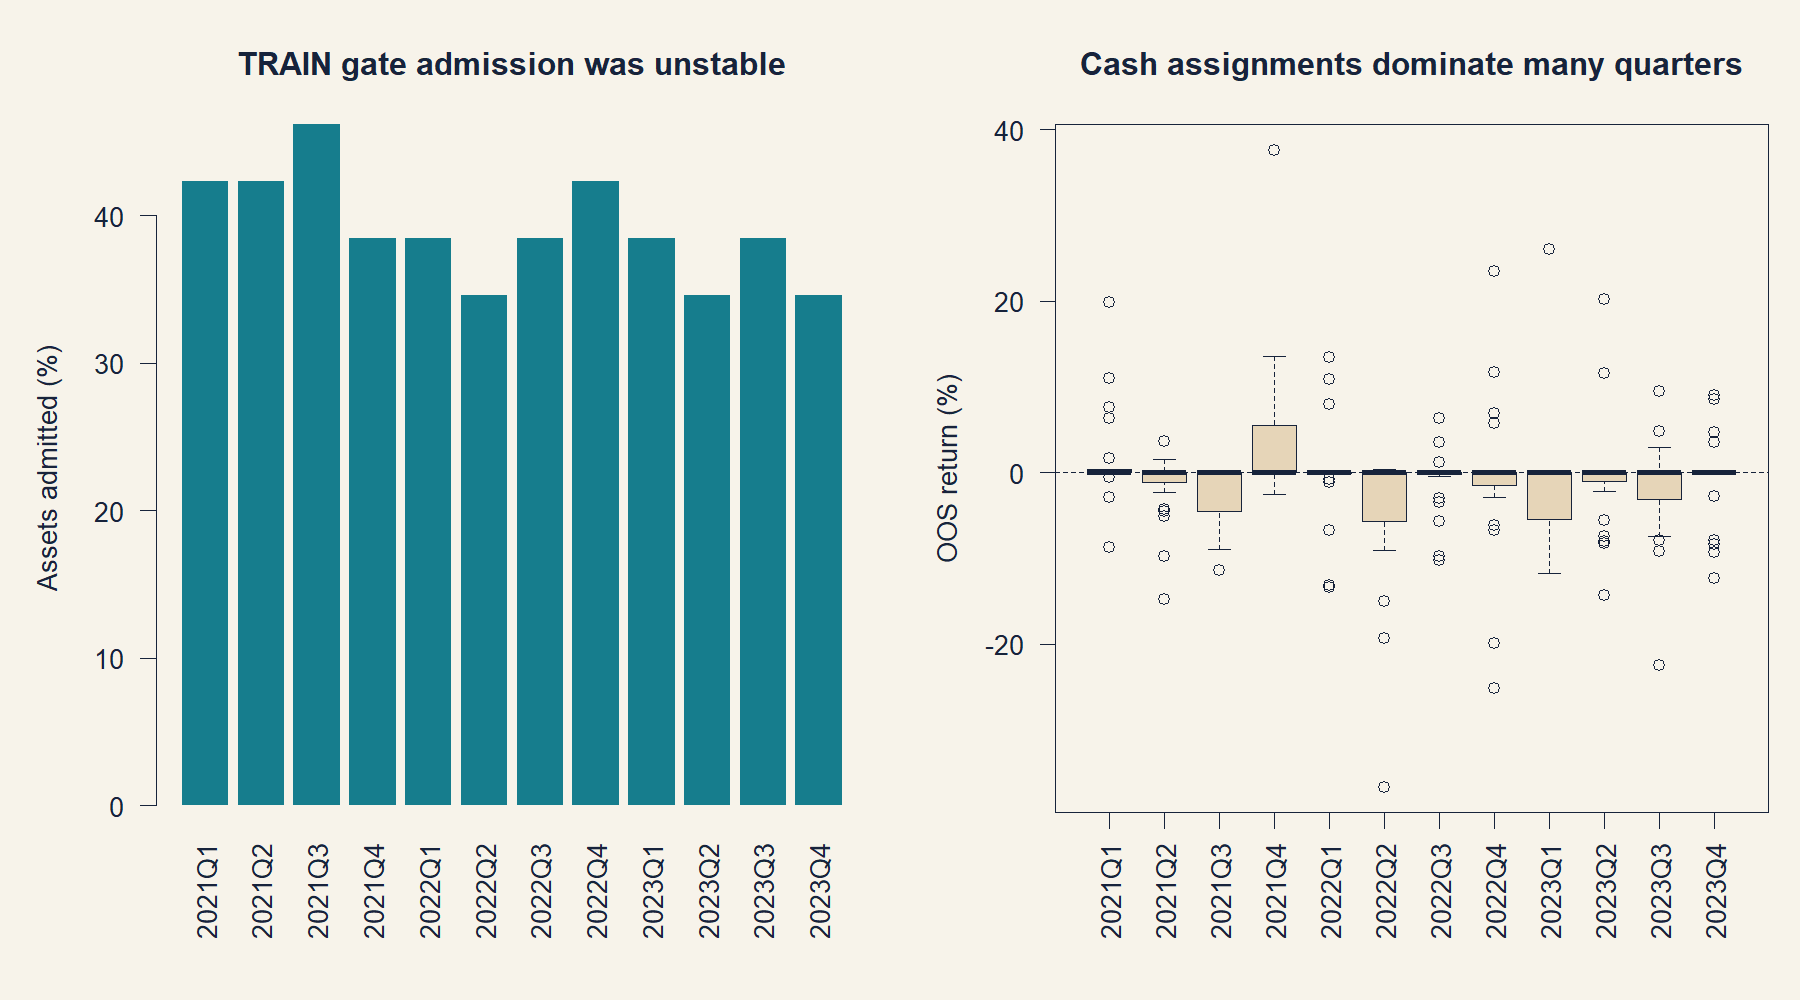 TRAIN gate admission was unstable
Assets admitted (%)
40
30
20
10
0
2021Q1
2021Q2
2021Q3
2021Q4
2022Q1
2022Q2
2022Q3
2022Q4
2023Q1
2023Q2
2023Q3
2023Q4
Cash assignments dominate many quarters
OOS return (%)
40
20
0
-20
2021Q1
2021Q2
2021Q3
2021Q4
2022Q1
2022Q2
2022Q3
2022Q4
2023Q1
2023Q2
2023Q3
2023Q4